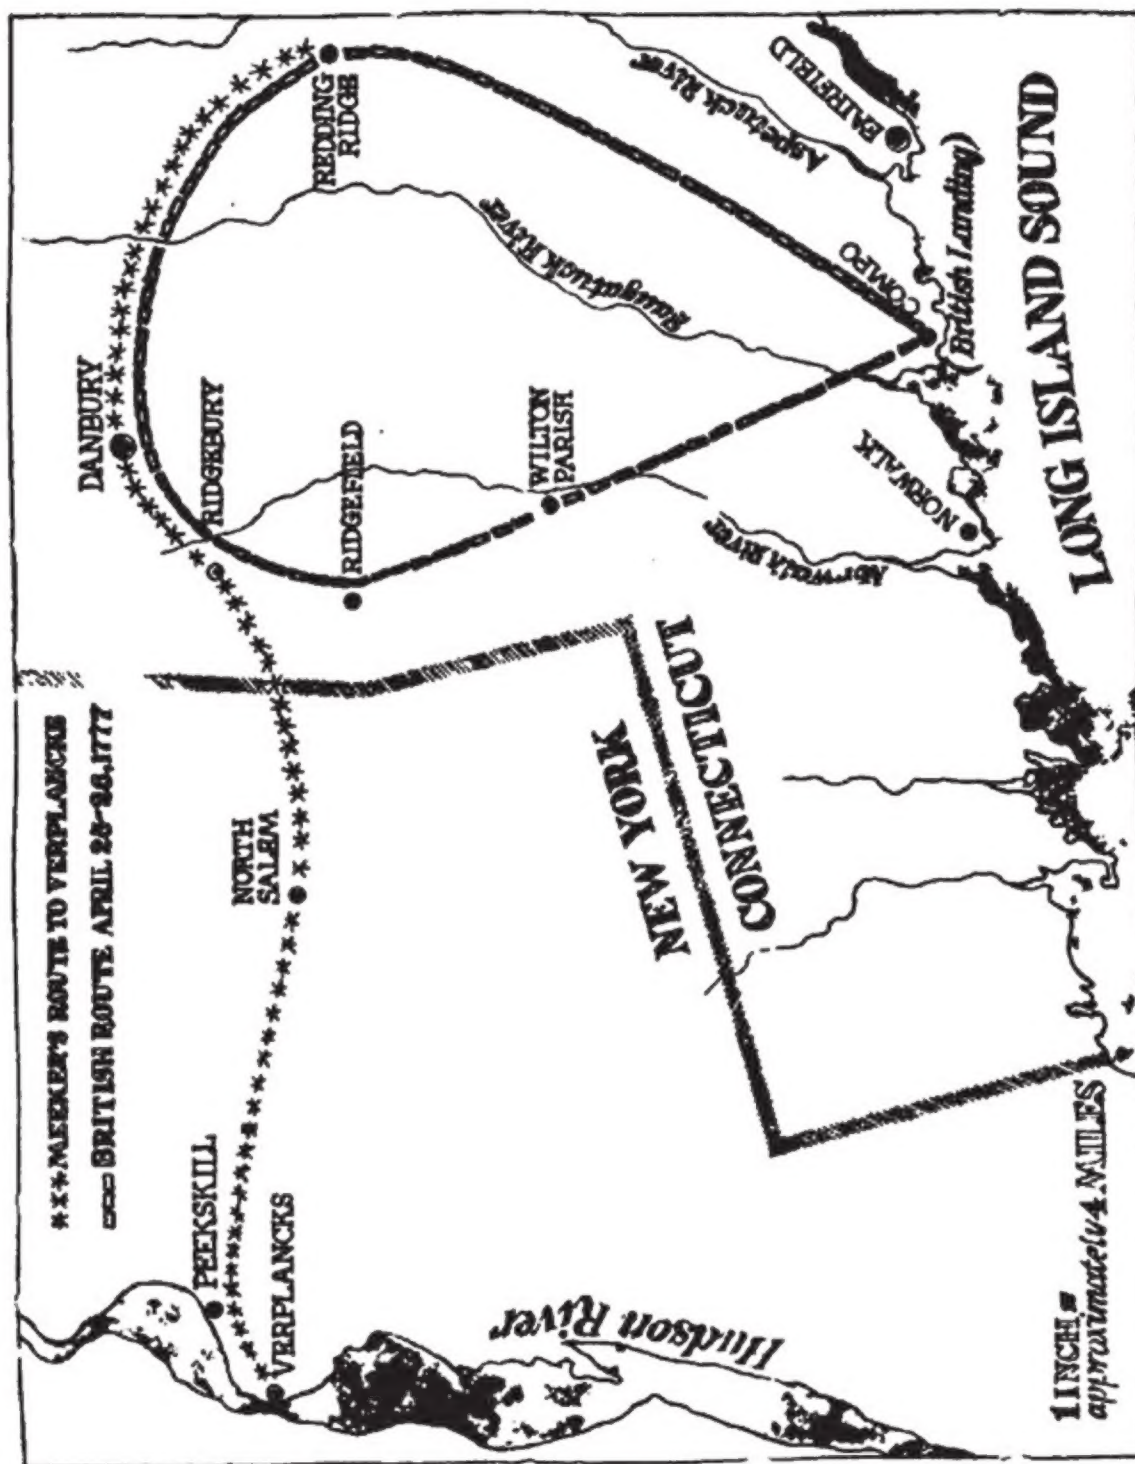 ***MEEKER'S ROUTE TO VERPLANCKS
BRITISH ROUTE APRIL 25-28, 1777
PEEKSKILL
VERPLANCKS
NORTH
SALEM
DANBURY
RIDGEBURY
RIDGEFIELD
REDDING
RIDGE
WILTON
PARISH
Saugatuck River
Aspetuck River
FAIRFIELD
COMPO
(British Landing)
NORWALK
Norwalk River
NEW YORK
CONNECTICUT
Hudson River
LONG ISLAND SOUND
1 INCH =
approximately 4 MILES